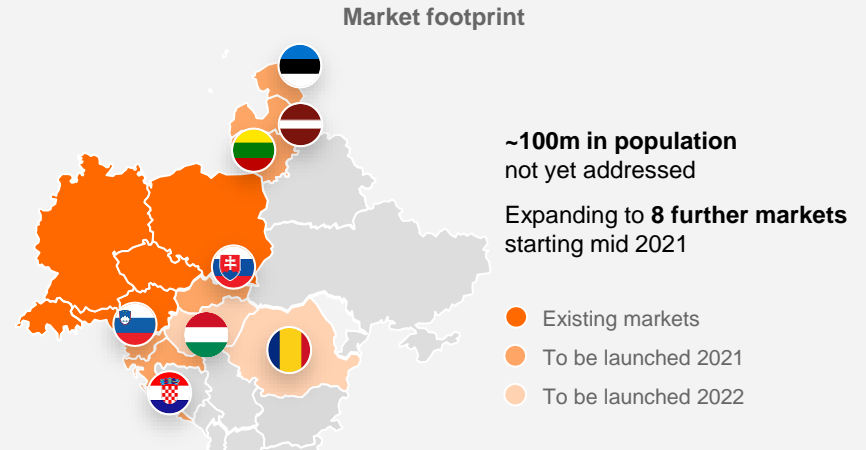 Market footprint
~100m in population
not yet addressed
Expanding to 8 further markets
starting mid 2021
Existing markets
To be launched 2021
To be launched 2022